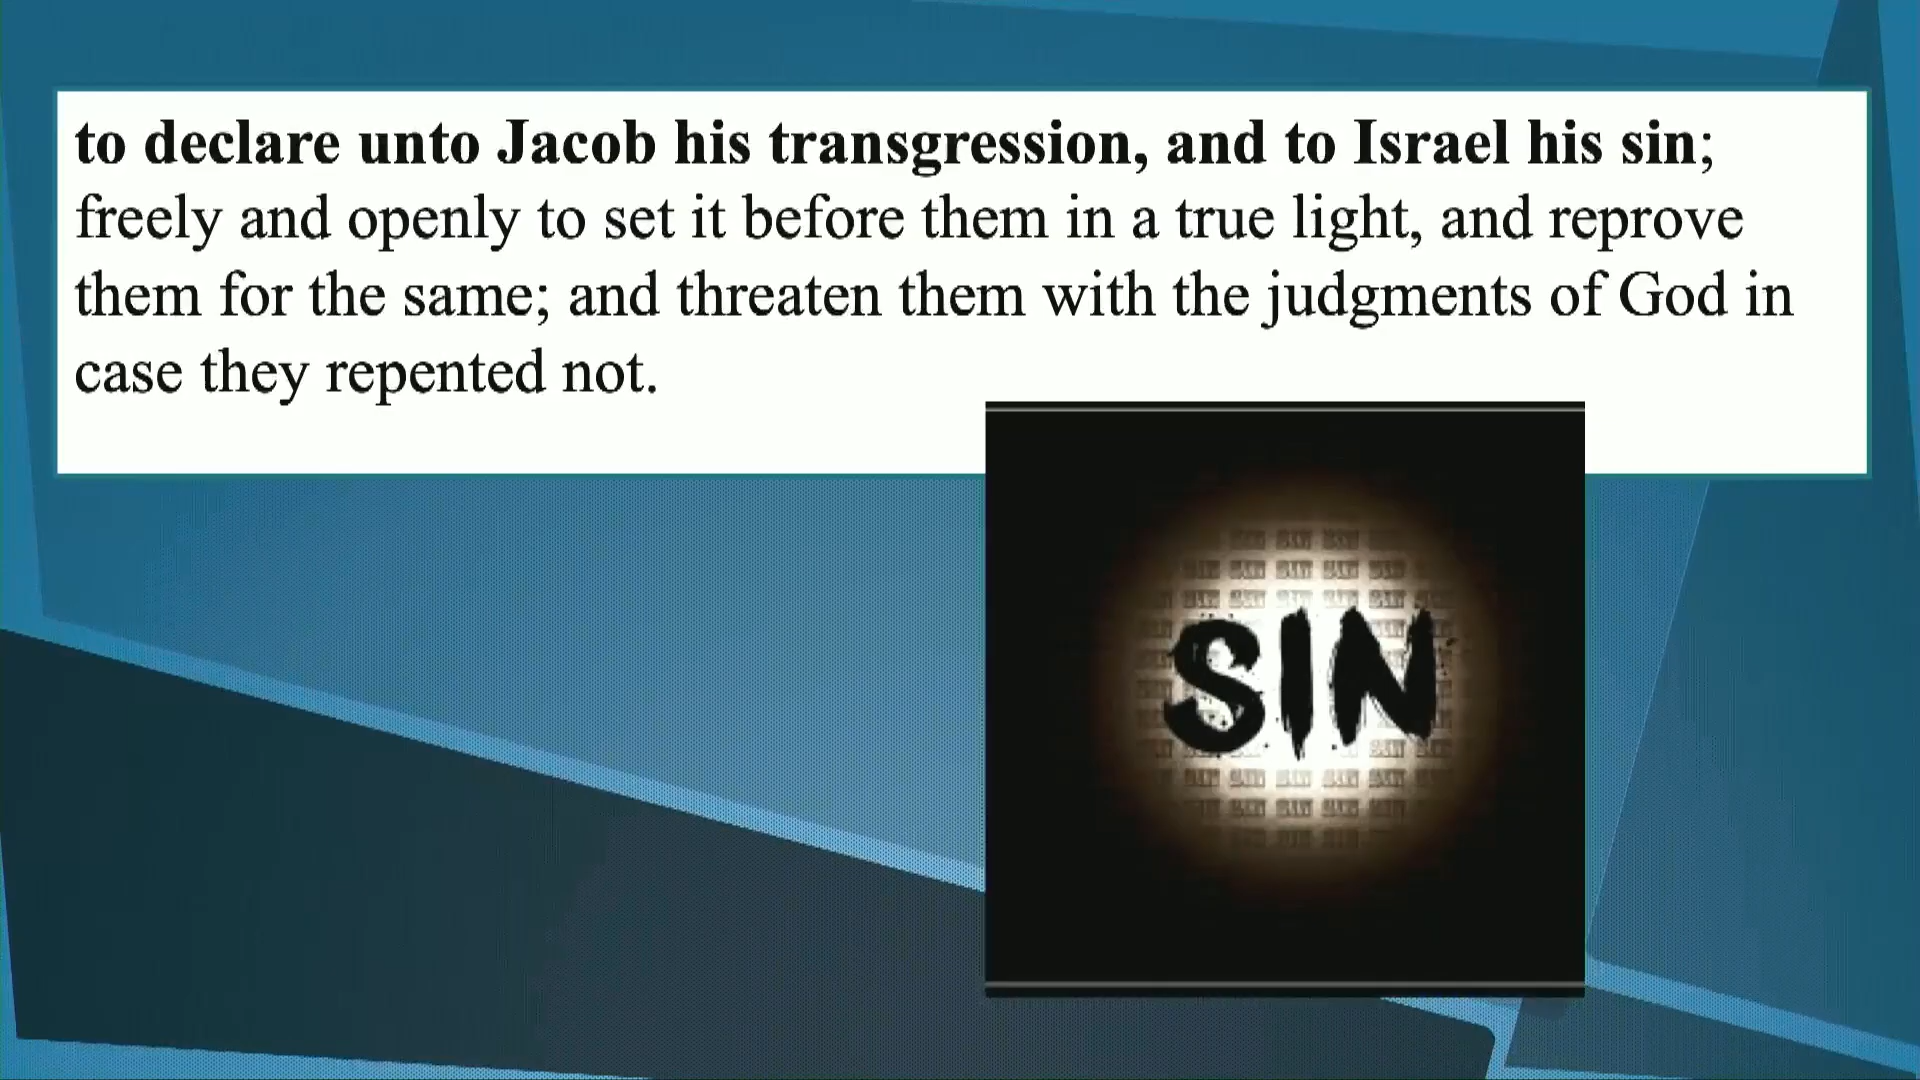 to declare unto Jacob his transgression, and to Israel his sin;
freely and openly to set it before them in a true light, and reprove
them for the same; and threaten them with the judgments of God in
case they repented not.
SIN